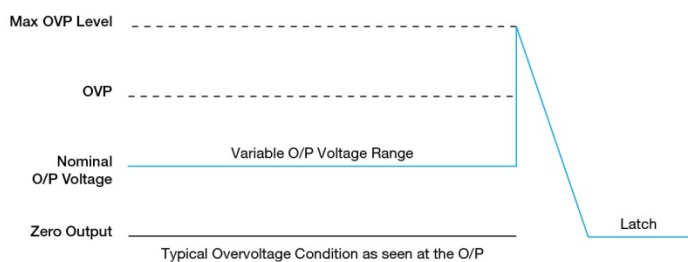 Max OVP Level
OVP
Variable O/P Voltage Range
Nominal
O/P Voltage
Zero Output
Latch
Typical Overvoltage Condition as seen at the O/P